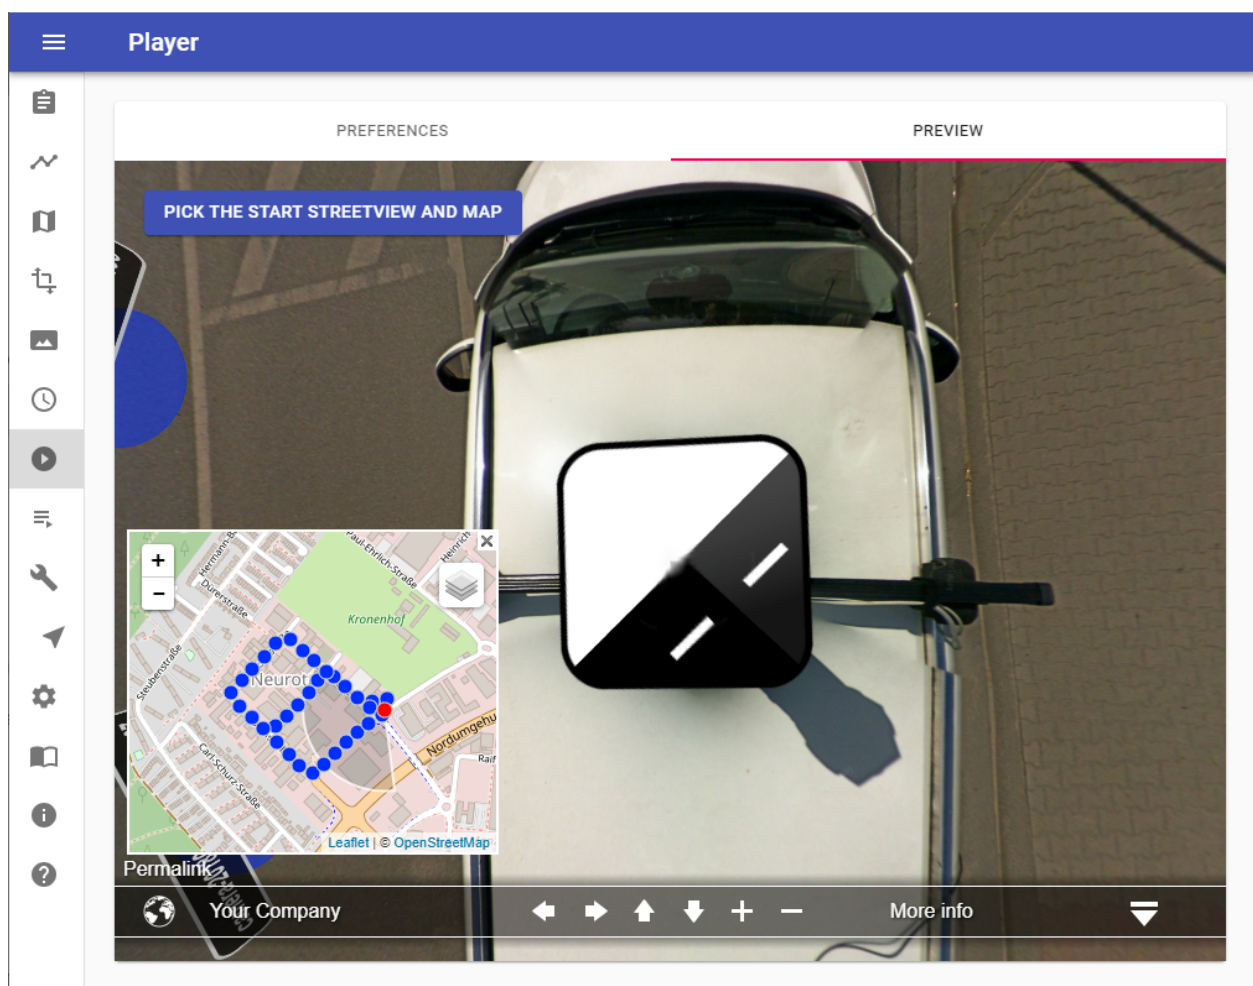 Player
PREFERENCES
PREVIEW
PICK THE START STREETVIEW AND MAP
+
−
Paul-Ehrlich-Straße
Dürerstraße
Kronenhof
Steubenstraße
Neurot
Carl-Schurz-Straße
Nordumgehu
Raif
Leaflet | © OpenStreetMap
Permalink
Your Company
More info